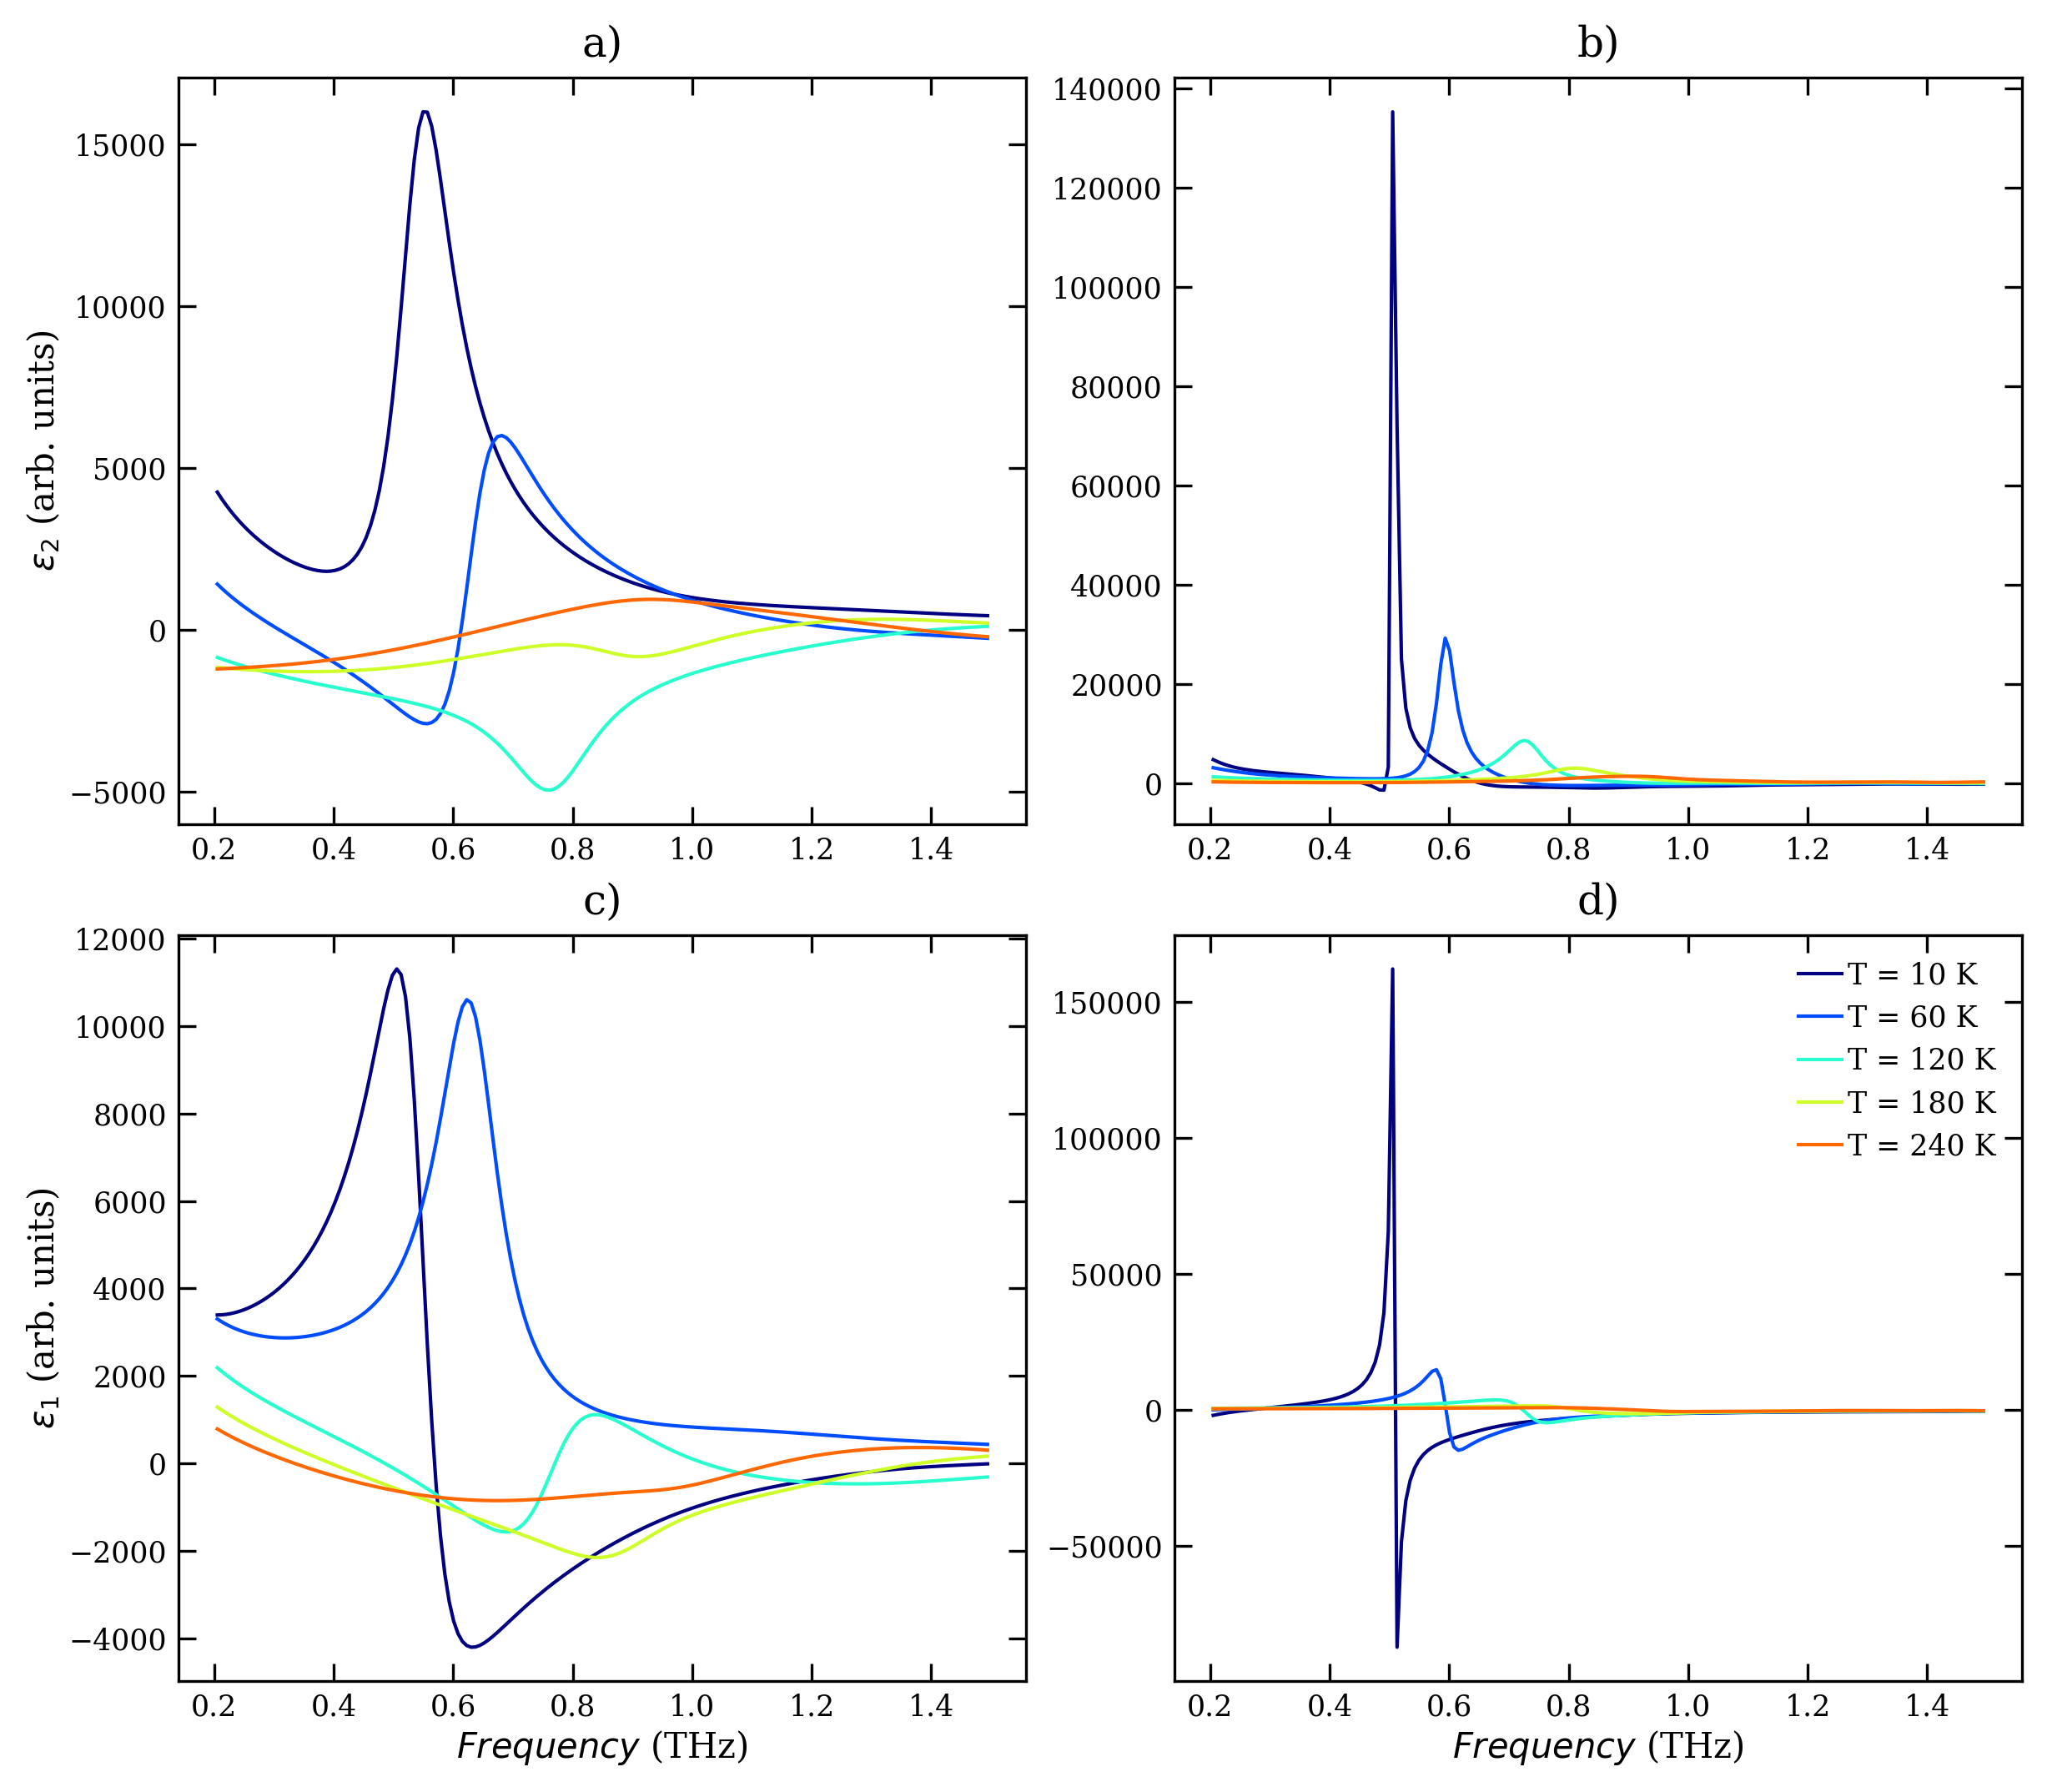 a)
b)
15000
10000
5000
0
−5000
ε2 (arb. units)
0.2 0.4 0.6 0.8 1.0 1.2 1.4
140000
120000
100000
80000
60000
40000
20000
0
0.2 0.4 0.6 0.8 1.0 1.2 1.4
c)
d)
12000
10000
8000
6000
4000
2000
0
−2000
−4000
ε1 (arb. units)
0.2 0.4 0.6 0.8 1.0 1.2 1.4
Frequency (THz)
150000
100000
50000
0
−50000
T = 10 K
T = 60 K
T = 120 K
T = 180 K
T = 240 K
0.2 0.4 0.6 0.8 1.0 1.2 1.4
Frequency (THz)